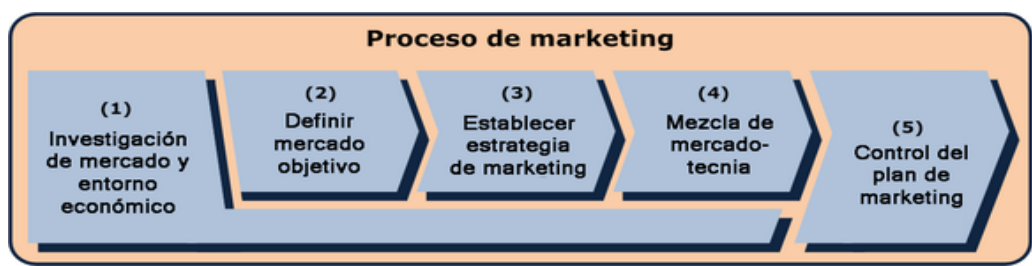 Proceso de marketing
(1)
Investigación
de mercado y
entorno
económico
(2)
Definir
mercado
objetivo
(3)
Establecer
estrategia
de marketing
(4)
Mezcla de
mercado-
tecnia
(5)
Control del
plan de
marketing